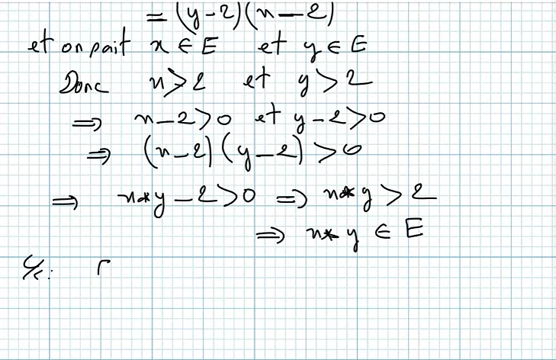 = (y-2)(x-2)
et on sait x ∈ E et y ∈ E
Donc x > 2 et y > 2
⇒ x-2 > 0 et y-2 > 0
⇒ (x-2)(y-2) > 0
⇒ x*y - 2 > 0 ⇒ x*y > 2
⇒ x*y ∈ E
C/c: